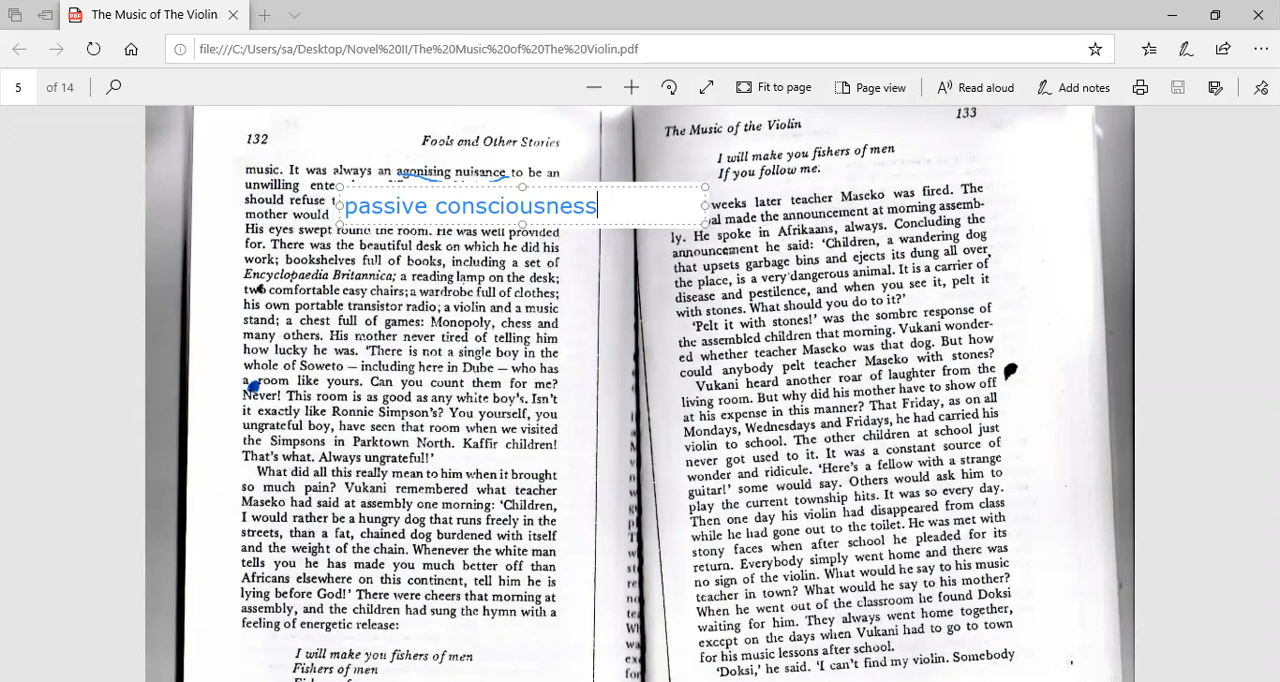 The Music of The Violin.
file:///C:/Users/sa/Desktop/Novel%20II/The%20Music%20of%20The%20Violin.pdf
5 of 14
Fit to page
Page view
Read aloud
Add notes
132 Fools and Other Stories
music. It was always an agonising nuisance to be an
unwilling
should refuse
passive consciousness
mother would
His eyes swept round the room. He was well provided
for. There was the beautiful desk on which he did his
work; bookshelves full of books, including a set of
Encyclopaedia Britannica; a reading lamp on the desk;
two comfortable easy chairs; a wardrobe full of clothes;
his own portable transistor radio; a violin and a music
stand; a chest full of games: Monopoly, chess and
many others. His mother never tired of telling him
how lucky he was. 'There is not a single boy in the
whole of Soweto — including here in Dube — who has
a room like yours. Can you count them for me?
Never! This room is as good as any white boy's. Isn't
it exactly like Ronnie Simpson's? You yourself, you
ungrateful boy, have seen that room when we visited
the Simpsons in Parktown North. Kaffir children!
That's what. Always ungrateful!'
What did all this really mean to him when it brought
so much pain? Vukani remembered what teacher
Maseko had said at assembly one morning: 'Children,
I would rather be a hungry dog that runs freely in the
streets, than a fat, chained dog burdened with itself
and the weight of the chain. Whenever the white man
tells you he has made you much better off than
Africans elsewhere on this continent, tell him he is
lying before God!' There were cheers that morning at
assembly, and the children had sung the hymn with a
feeling of energetic release:
I will make you fishers of men
Fishers of men
The Music of the Violin 133
I will make you fishers of men
If you follow me.
weeks later teacher Maseko was fired. The
made the announcement at morning assemb-
ly. He spoke in Afrikaans, always. Concluding the
announcement he said: 'Children, a wandering dog
that upsets garbage bins and ejects its dung all over
the place, is a very dangerous animal. It is a carrier of
disease and pestilence, and when you see it, pelt it
with stones. What should you do to it?'
'Pelt it with stones!' was the sombre response of
the assembled children that morning. Vukani wonder-
ed whether teacher Maseko was that dog. But how
could anybody pelt teacher Maseko with stones?
Vukani heard another roar of laughter from the
living room. But why did his mother have to show off
at his expense in this manner? That Friday, as on all
Mondays, Wednesdays and Fridays, he had carried his
violin to school. The other children at school just
never got used to it. It was a constant source of
wonder and ridicule. 'Here's a fellow with a strange
guitar!' some would say. Others would ask him to
play the current township hits. It was so every day.
Then one day his violin had disappeared from class
while he had gone out to the toilet. He was met with
stony faces when after school he pleaded for its
return. Everybody simply went home and there was
no sign of the violin. What would he say to his music
teacher in town? What would he say to his mother?
When he went out of the classroom he found Doksi
waiting for him. They always went home together,
except on the days when Vukani had to go to town
for his music lessons after school.
'Doksi,' he said. 'I can't find my violin. Somebody